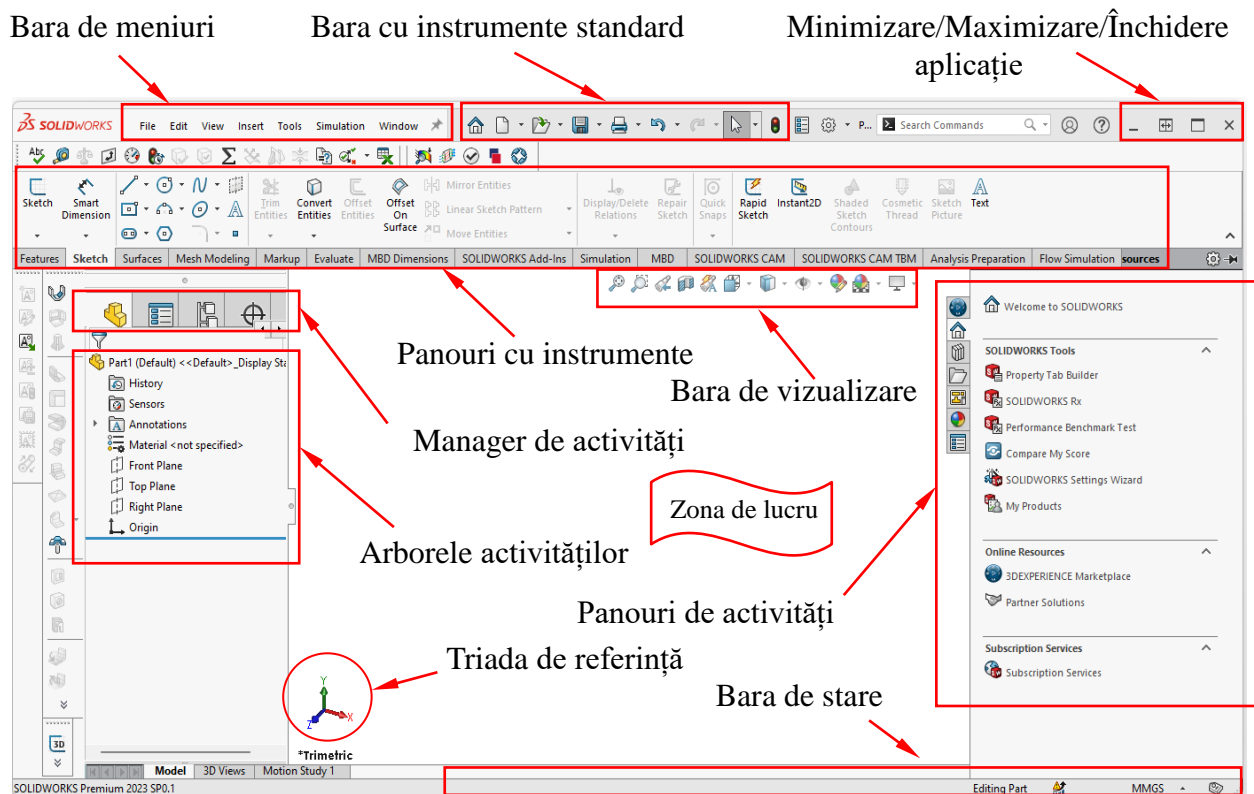 Bara de meniuri
Bara cu instrumente standard
Minimizare/Maximizare/Închidere
aplicație
SOLIDWORKS File Edit View Insert Tools Simulation Window
P... Search Commands
Abc
Sketch
Smart
Dimension
Trim
Entities
Convert
Entities
Offset
Entities
Offset
On
Surface
Mirror Entities
Linear Sketch Pattern
Move Entities
Display/Delete
Relations
Repair
Sketch
Quick
Snaps
Rapid
Sketch
Instant2D
Shaded
Sketch
Contours
Cosmetic
Thread
Sketch
Picture
Text
Features Sketch Surfaces Mesh Modeling Markup Evaluate MBD Dimensions SOLIDWORKS Add-Ins Simulation MBD SOLIDWORKS CAM SOLIDWORKS CAM TBM Analysis Preparation Flow Simulation sources
Part1 (Default) <<Default>_Display Sta
History
Sensors
Annotations
Material <not specified>
Front Plane
Top Plane
Right Plane
Origin
Panouri cu instrumente
Bara de vizualizare
Manager de activități
Zona de lucru
Arborele activităților
Panouri de activități
Triada de referință
Bara de stare
Welcome to SOLIDWORKS
SOLIDWORKS Tools
Property Tab Builder
SOLIDWORKS Rx
Performance Benchmark Test
Compare My Score
SOLIDWORKS Settings Wizard
My Products
Online Resources
3DEXPERIENCE Marketplace
Partner Solutions
Subscription Services
Subscription Services
Y
X
Z
*Trimetric
3D
Model 3D Views Motion Study 1
SOLIDWORKS Premium 2023 SP0.1
Editing Part
MMGS